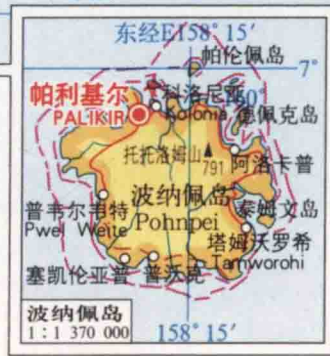 东经E158°15′
帕伦佩岛
7°
科洛尼亚
Kolonia
帕利基尔
PALIKIR
德佩克岛
托托洛姆山
791
阿洛卡普
波纳佩岛
Pohnpei
普韦尔韦特
Pwel Weite
泰姆文岛
塔姆沃罗希
Tamworohi
塞凯伦亚普
普沃克
波纳佩岛
1:1 370 000
158°15′